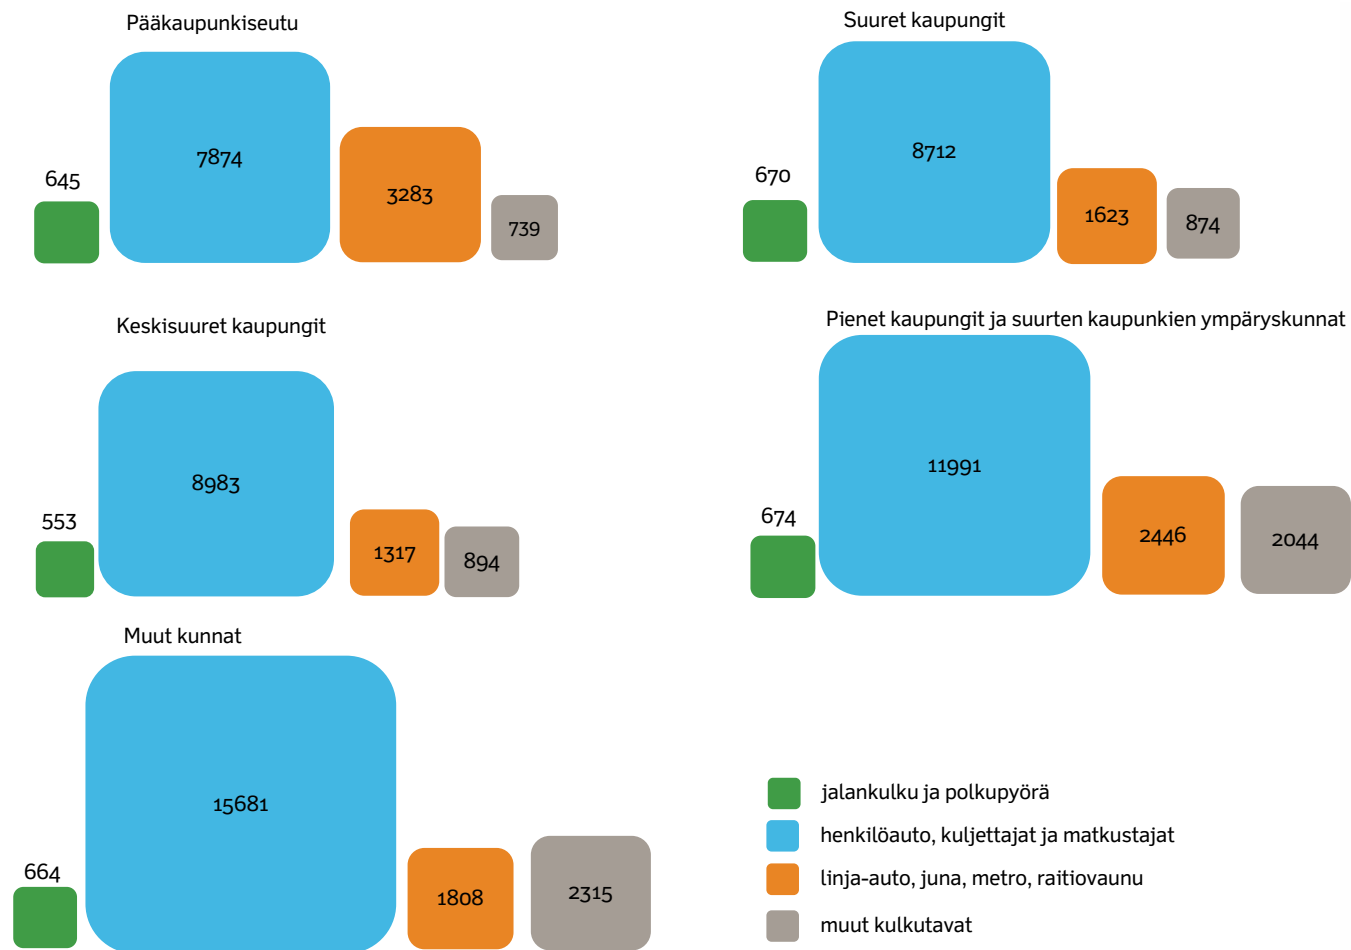 Pääkaupunkiseutu
645
7874
3283
739
Suuret kaupungit
670
8712
1623
874
Keskisuuret kaupungit
553
8983
1317
894
Pienet kaupungit ja suurten kaupunkien ympäryskunnat
674
11991
2446
2044
Muut kunnat
664
15681
1808
2315
jalankulku ja polkupyörä
henkilöauto, kuljettajat ja matkustajat
linja-auto, juna, metro, raitiovaunu
muut kulkutavat